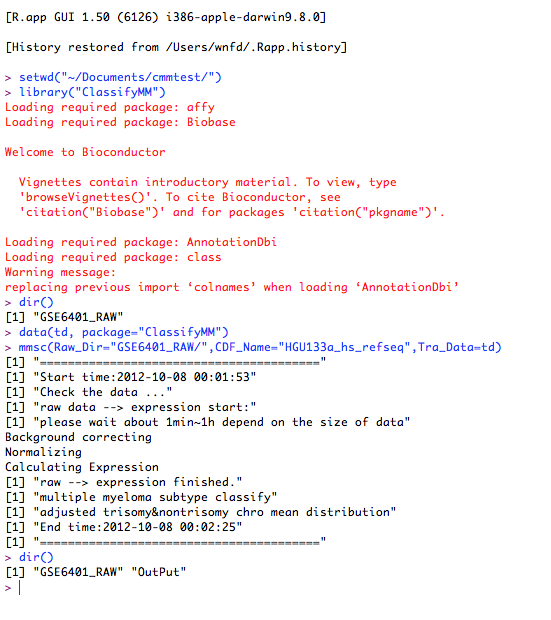 [R.app GUI 1.50 (6126) i386-apple-darwin9.8.0]
[History restored from /Users/wnfd/.Rapp.history]
> setwd("~/Documents/cmmtest/")
> library("ClassifyMM")
Loading required package: affy
Loading required package: Biobase
Welcome to Bioconductor
Vignettes contain introductory material. To view, type
'browseVignettes()'. To cite Bioconductor, see
'citation("Biobase")' and for packages 'citation("pkgname")'.
Loading required package: AnnotationDbi
Loading required package: class
Warning message:
replacing previous import ‘colnames’ when loading ‘AnnotationDbi’
> dir()
[1] "GSE6401_RAW"
> data(td, package="ClassifyMM")
> mmsc(Raw_Dir="GSE6401_RAW/",CDF_Name="HGU133a_hs_refseq",Tra_Data=td)
[1] "========================================"
[1] "Start time:2012-10-08 00:01:53"
[1] "Check the data ..."
[1] "raw data --> expression start:"
[1] "please wait about 1min~1h depend on the size of data"
Background correcting
Normalizing
Calculating Expression
[1] "raw --> expression finished."
[1] "multiple myeloma subtype classify"
[1] "adjusted trisomy&nontrisomy chro mean distribution"
[1] "End time:2012-10-08 00:02:25"
[1] "========================================"
> dir()
[1] "GSE6401_RAW" "OutPut"
>